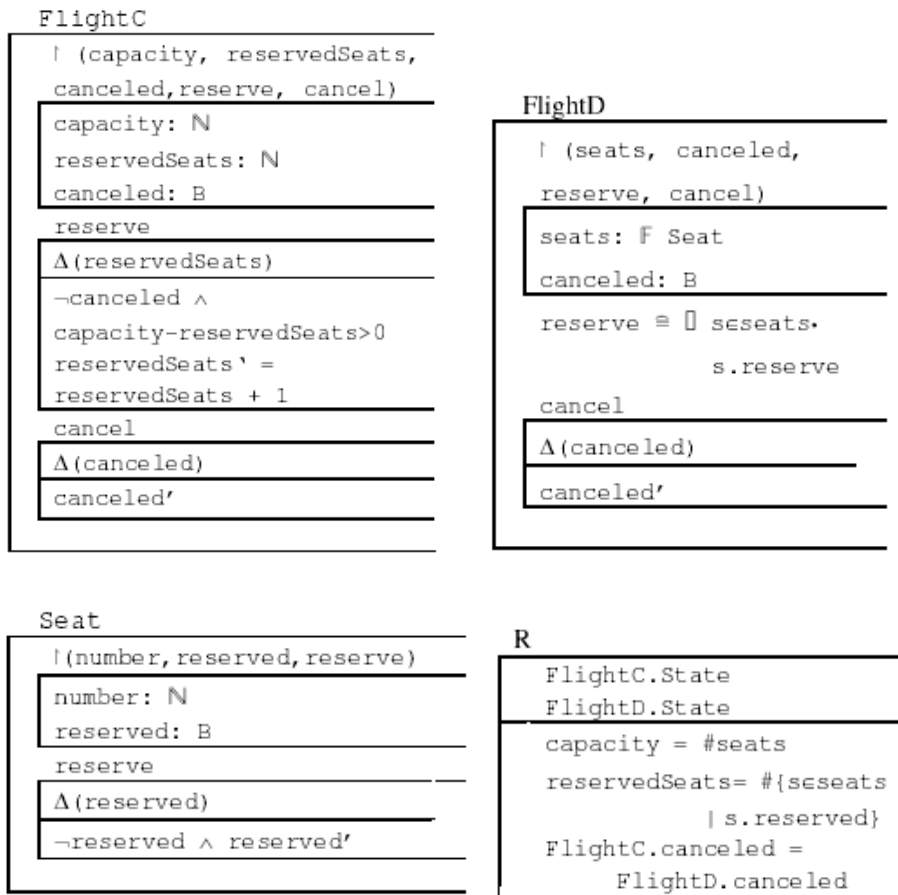 FlightC
↾ (capacity, reservedSeats,
canceled,reserve, cancel)
capacity: ℕ
reservedSeats: ℕ
canceled: B
reserve
Δ(reservedSeats)
¬canceled ∧
capacity-reservedSeats>0
reservedSeats‵ =
reservedSeats + 1
cancel
Δ(canceled)
canceled′
FlightD
↾ (seats, canceled,
reserve, cancel)
seats: 𝔽 Seat
canceled: B
reserve ≙ ▯ s∈seats•
s.reserve
cancel
Δ(canceled)
canceled′
Seat
↾(number,reserved,reserve)
number: ℕ
reserved: B
reserve
Δ(reserved)
¬reserved ∧ reserved′
R
FlightC.State
FlightD.State
capacity = #seats
reservedSeats= #{s∈seats
| s.reserved}
FlightC.canceled =
FlightD.canceled